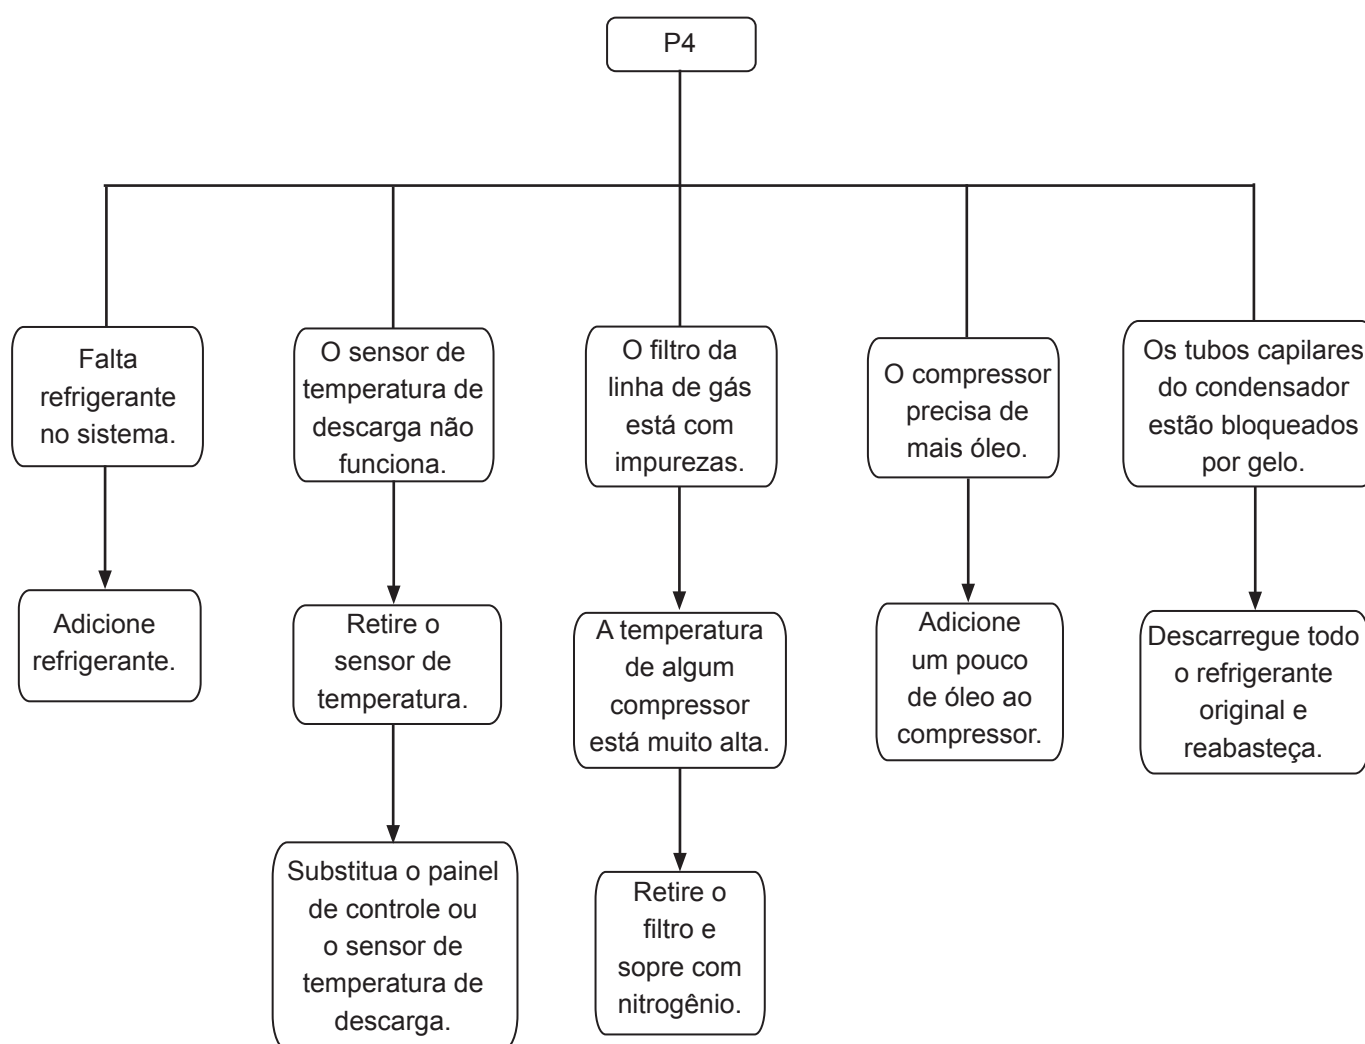 P4
Falta
refrigerante
no sistema.
O sensor de
temperatura de
descarga não
funciona.
O filtro da
linha de gás
está com
impurezas.
O compressor
precisa de
mais óleo.
Os tubos capilares
do condensador
estão bloqueados
por gelo.
Adicione
refrigerante.
Retire o
sensor de
temperatura.
A temperatura
de algum
compressor
está muito alta.
Adicione
um pouco
de óleo ao
compressor.
Descarregue todo
o refrigerante
original e
reabasteça.
Substitua o painel
de controle ou
o sensor de
temperatura de
descarga.
Retire o
filtro e
sopre com
nitrogênio.